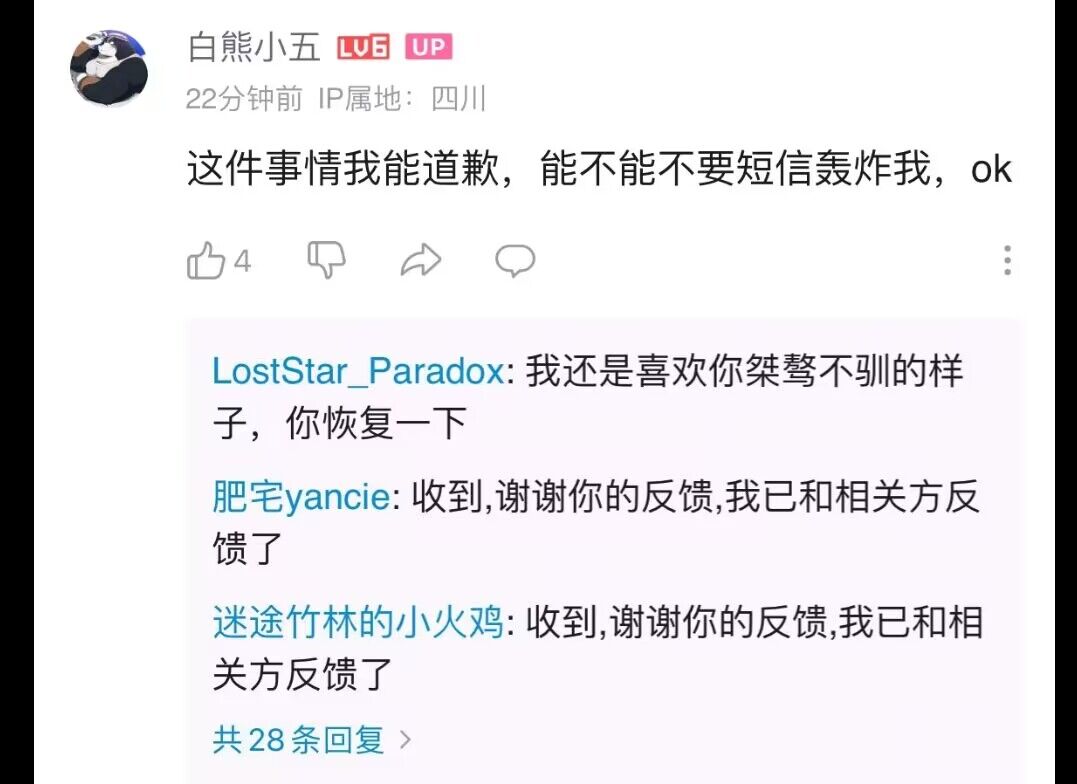 白熊小五 LV6 UP
22分钟前 IP属地：四川
这件事情我能道歉，能不能不要短信轰炸我，ok
4
LostStar_Paradox: 我还是喜欢你桀骜不驯的样
子，你恢复一下
肥宅yancie: 收到,谢谢你的反馈,我已和相关方反
馈了
迷途竹林的小火鸡: 收到,谢谢你的反馈,我已和相
关方反馈了
共28条回复 >